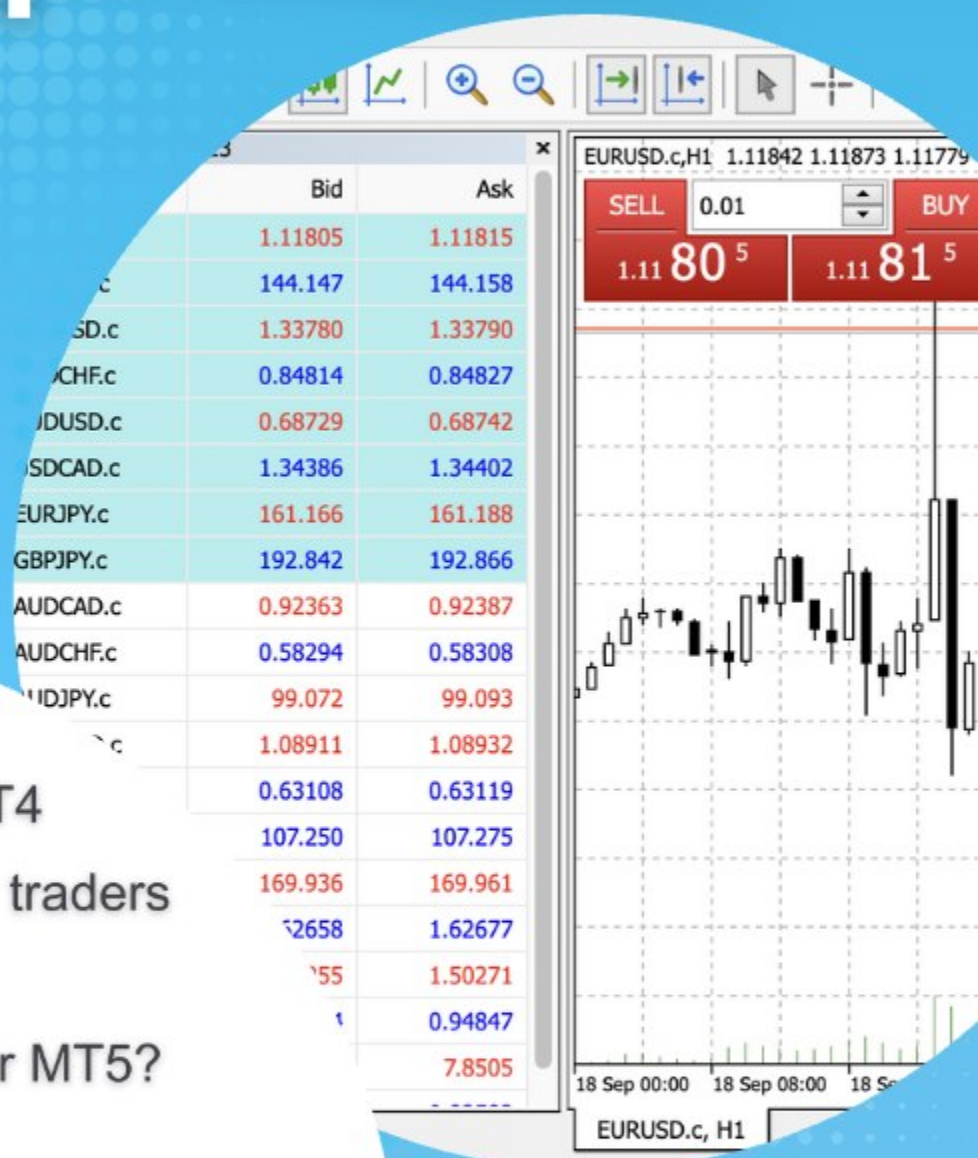 Bid Ask
1.11805 1.11815
144.147 144.158
SD.c 1.33780 1.33790
CHF.c 0.84814 0.84827
DUSD.c 0.68729 0.68742
SDCAD.c 1.34386 1.34402
EURJPY.c 161.166 161.188
GBPJPY.c 192.842 192.866
AUDCAD.c 0.92363 0.92387
AUDCHF.c 0.58294 0.58308
UDJPY.c 99.072 99.093
1.08911 1.08932
0.63108 0.63119
107.250 107.275
169.936 169.961
1.62677
1.50271
0.94847
7.8505
EURUSD.c,H1 1.11842 1.11873 1.11779
SELL 0.01 BUY
1.11 80 5 1.11 81 5
18 Sep 00:00 18 Sep 08:00 18
EURUSD.c, H1
T4
traders
r MT5?